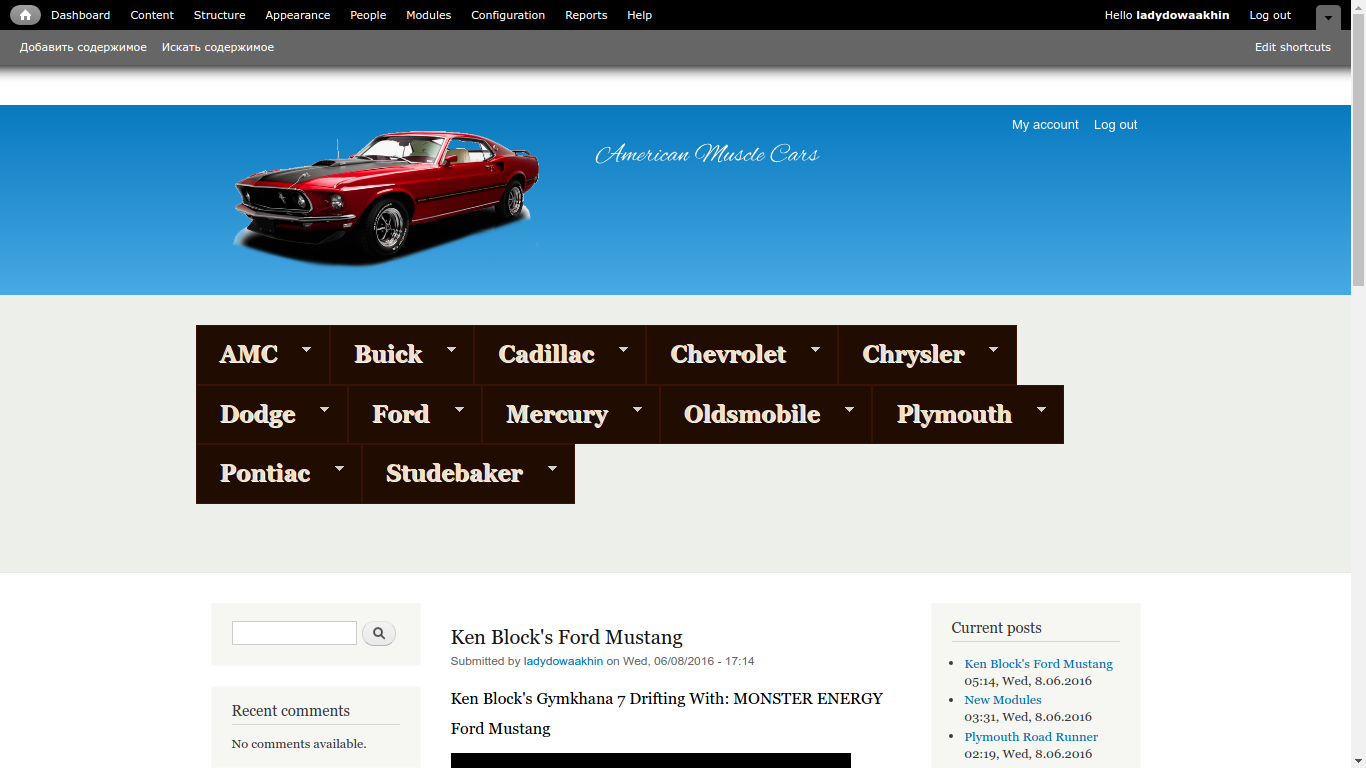 Dashboard Content Structure Appearance People Modules Configuration Reports Help Hello ladydowaakhin Log out
Добавить содержимое Искать содержимое Edit shortcuts
My account Log out
American Muscle Cars
AMC Buick Cadillac Chevrolet Chrysler
Dodge Ford Mercury Oldsmobile Plymouth
Pontiac Studebaker
Ken Block's Ford Mustang
Submitted by ladydowaakhin on Wed, 06/08/2016 - 17:14
Ken Block's Gymkhana 7 Drifting With: MONSTER ENERGY
Ford Mustang
Recent comments
No comments available.
Current posts
Ken Block's Ford Mustang
05:14, Wed, 8.06.2016
New Modules
03:31, Wed, 8.06.2016
Plymouth Road Runner
02:19, Wed, 8.06.2016